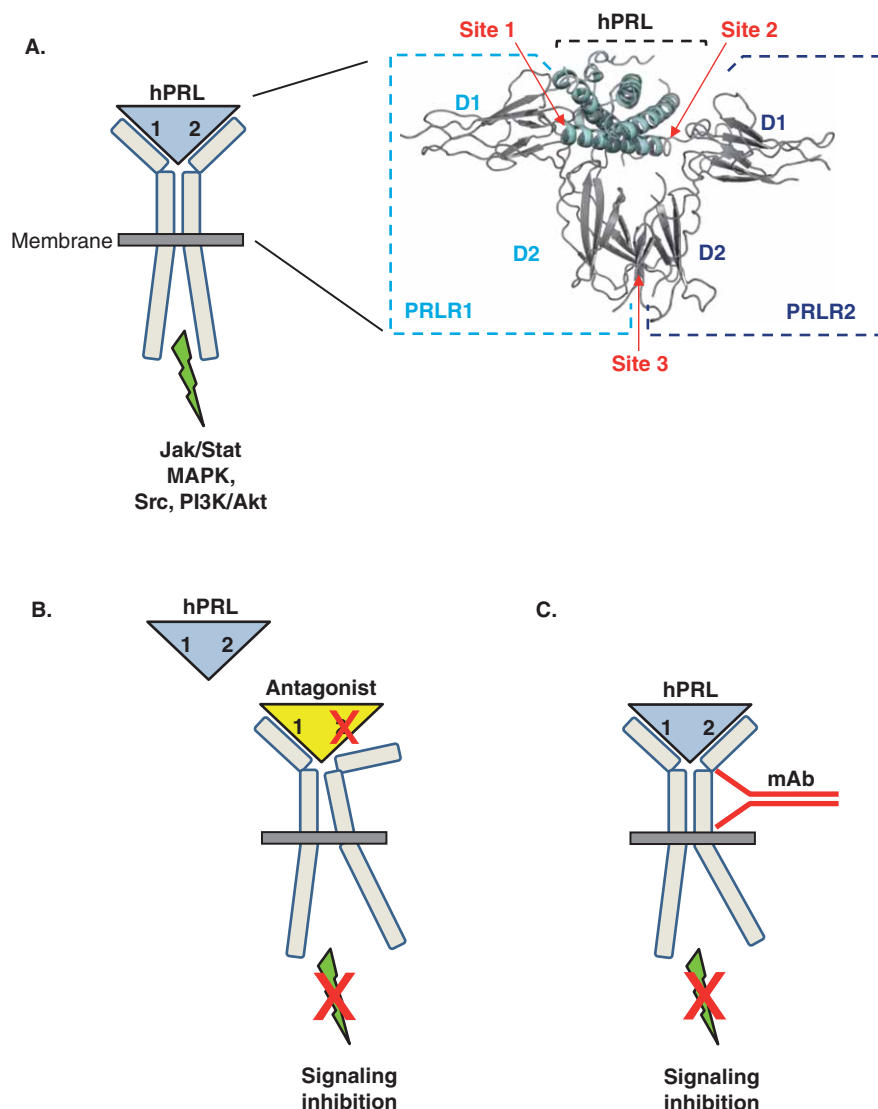 A.
hPRL
1 2
Membrane
Jak/Stat
MAPK,
Src, PI3K/Akt
hPRL
Site 1
Site 2
D1
D1
D2
D2
PRLR1
PRLR2
Site 3
B.
hPRL
1 2
Antagonist
1 2
X
X
Signaling
inhibition
C.
hPRL
1 2
mAb
X
Signaling
inhibition